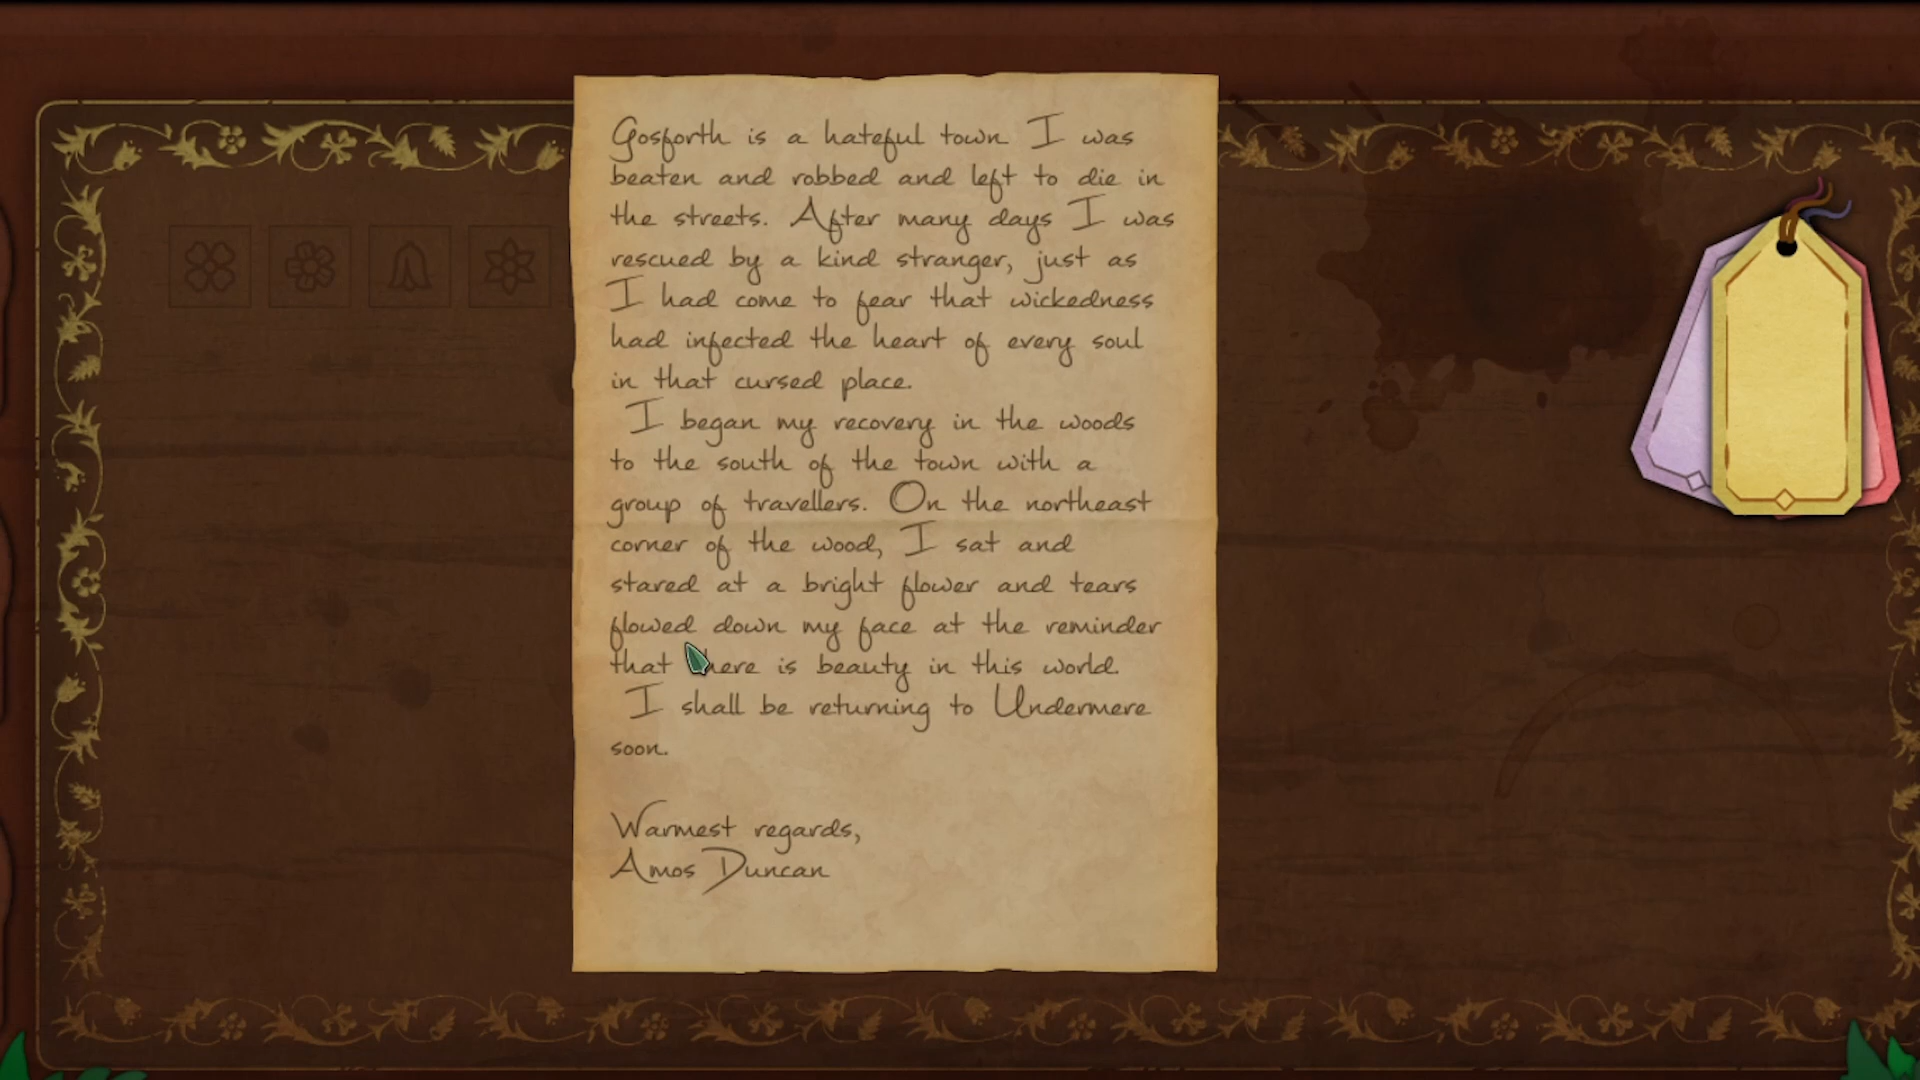 Gosforth is a hateful town. I was
beaten and robbed and left to die in
the streets. After many days I was
rescued by a kind stranger, just as
I had come to fear that wickedness
had infected the heart of every soul
in that cursed place.
I began my recovery in the woods
to the south of the town with a
group of travellers. On the northeast
corner of the wood, I sat and
stared at a bright flower and tears
flowed down my face at the reminder
that there is beauty in this world.
I shall be returning to Undermere
soon.
Warmest regards,
Amos Duncan